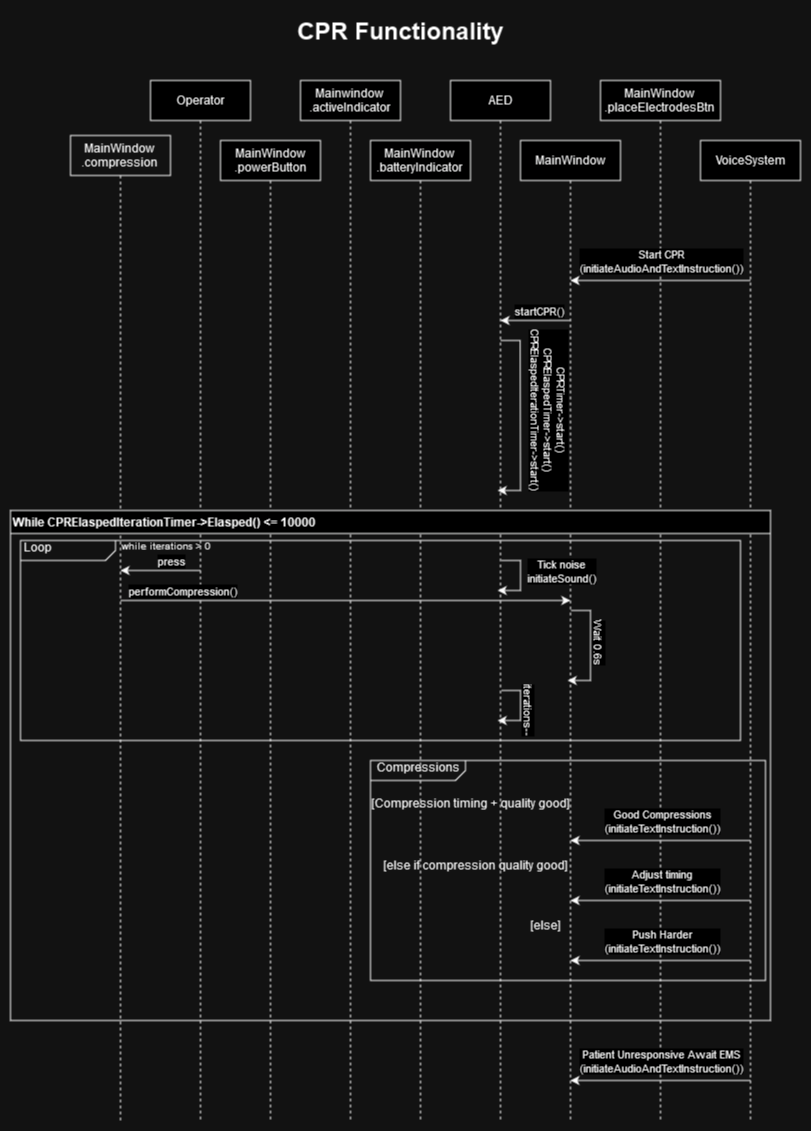 CPR Functionality
Operator
Mainwindow
.activeIndicator
AED
MainWindow
.placeElectrodesBtn
MainWindow
.compression
MainWindow
.powerButton
MainWindow
.batteryIndicator
MainWindow
VoiceSystem
Start CPR
(initiateAudioAndTextInstruction())
startCPR()
CPRTimer->start()
CPRElaspedTimer->start()
CPRElaspedIterationTimer->start()
While CPRElaspedIterationTimer->Elasped() <= 10000
Loop
while iterations > 0
press
Tick noise
initiateSound()
performCompression()
Wait 0.6s
iterations--
Compressions
[Compression timing + quality good]
Good Compressions
(initiateTextInstruction())
[else if compression quality good]
Adjust timing
(initiateTextInstruction())
[else]
Push Harder
(initiateTextInstruction())
Patient Unresponsive Await EMS
(initiateAudioAndTextInstruction())